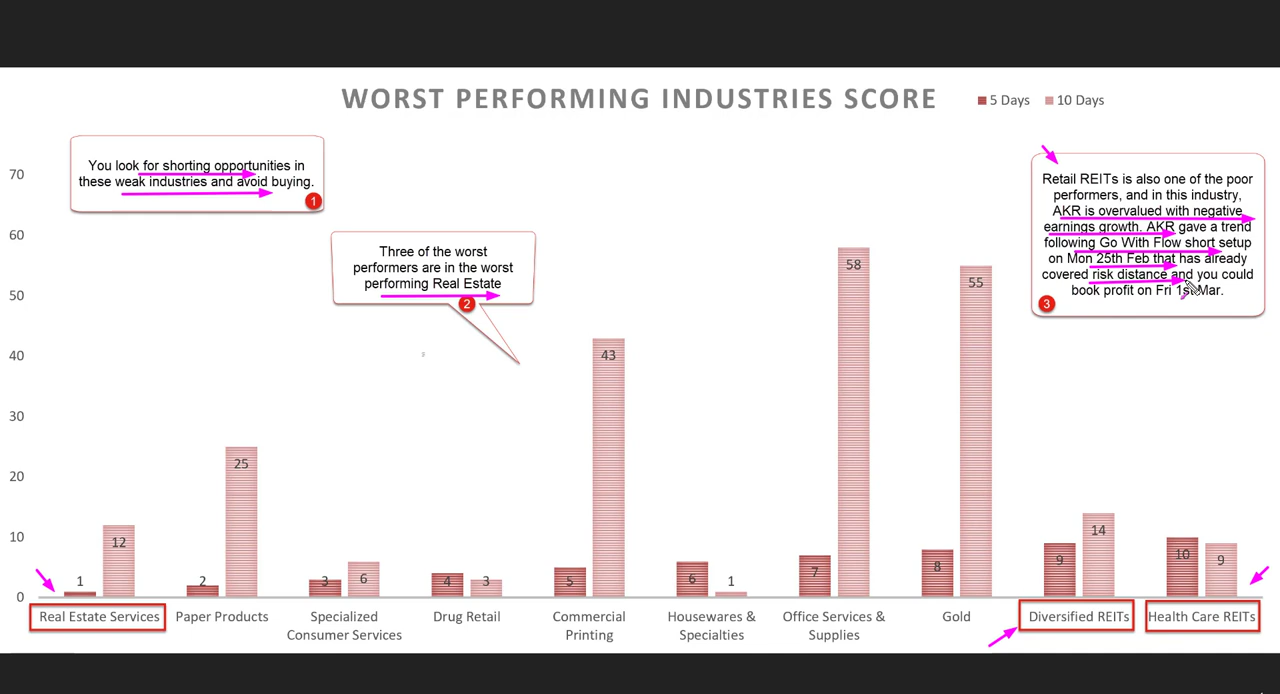 WORST PERFORMING INDUSTRIES SCORE
5 Days
10 Days
You look for shorting opportunities in
these weak industries and avoid buying.
1
Three of the worst
performers are in the worst
performing Real Estate
2
Retail REITs is also one of the poor
performers, and in this industry,
AKR is overvalued with negative
earnings growth. AKR gave a trend
following Go With Flow short setup
on Mon 25th Feb that has already
covered risk distance and you could
book profit on Fri 1st Mar.
3
70
60
50
40
30
20
10
0
1
12
2
25
3
6
4
3
5
43
6
1
7
58
8
55
9
14
10
9
Real Estate Services
Paper Products
Specialized
Consumer Services
Drug Retail
Commercial
Printing
Housewares &
Specialties
Office Services &
Supplies
Gold
Diversified REITs
Health Care REITs